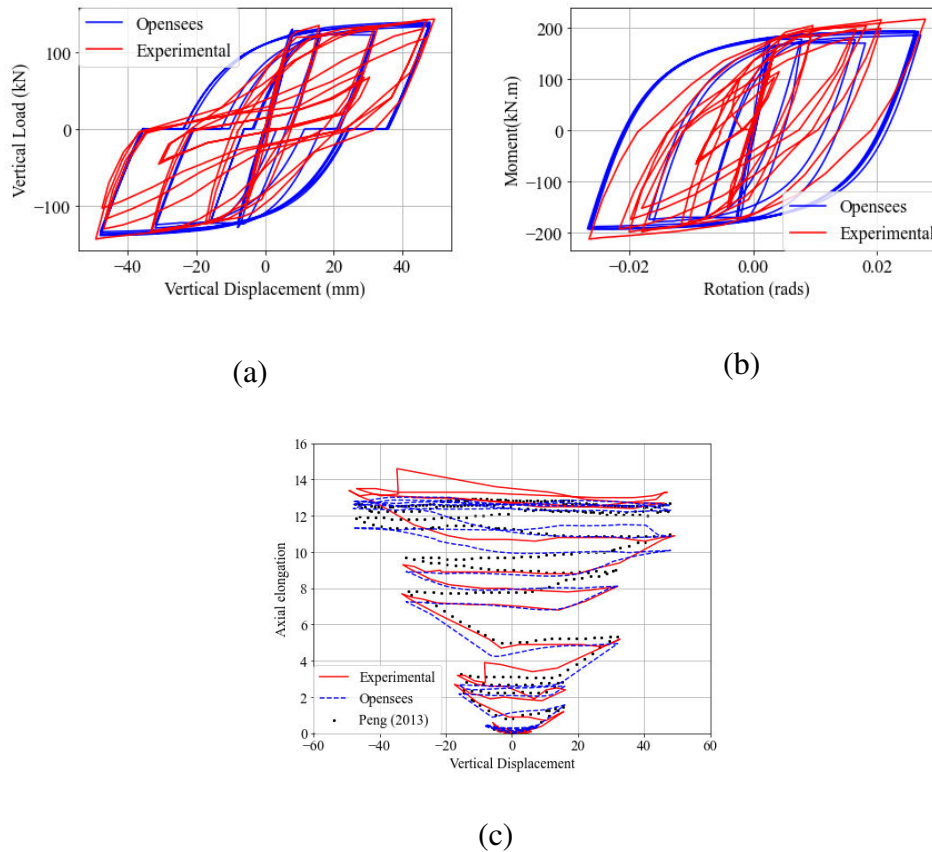 Opensees
Experimental
Vertical Load (kN)
100
0
−100
−40
−20
0
20
40
Vertical Displacement (mm)
(a)
Opensees
Experimental
Moment(kN.m)
200
100
0
−100
−200
−0.02
0.00
0.02
Rotation (rads)
(b)
Axial elongation
16
14
12
10
8
6
4
2
0
Experimental
Opensees
Peng (2013)
−60
−40
−20
0
20
40
60
Vertical Displacement
(c)